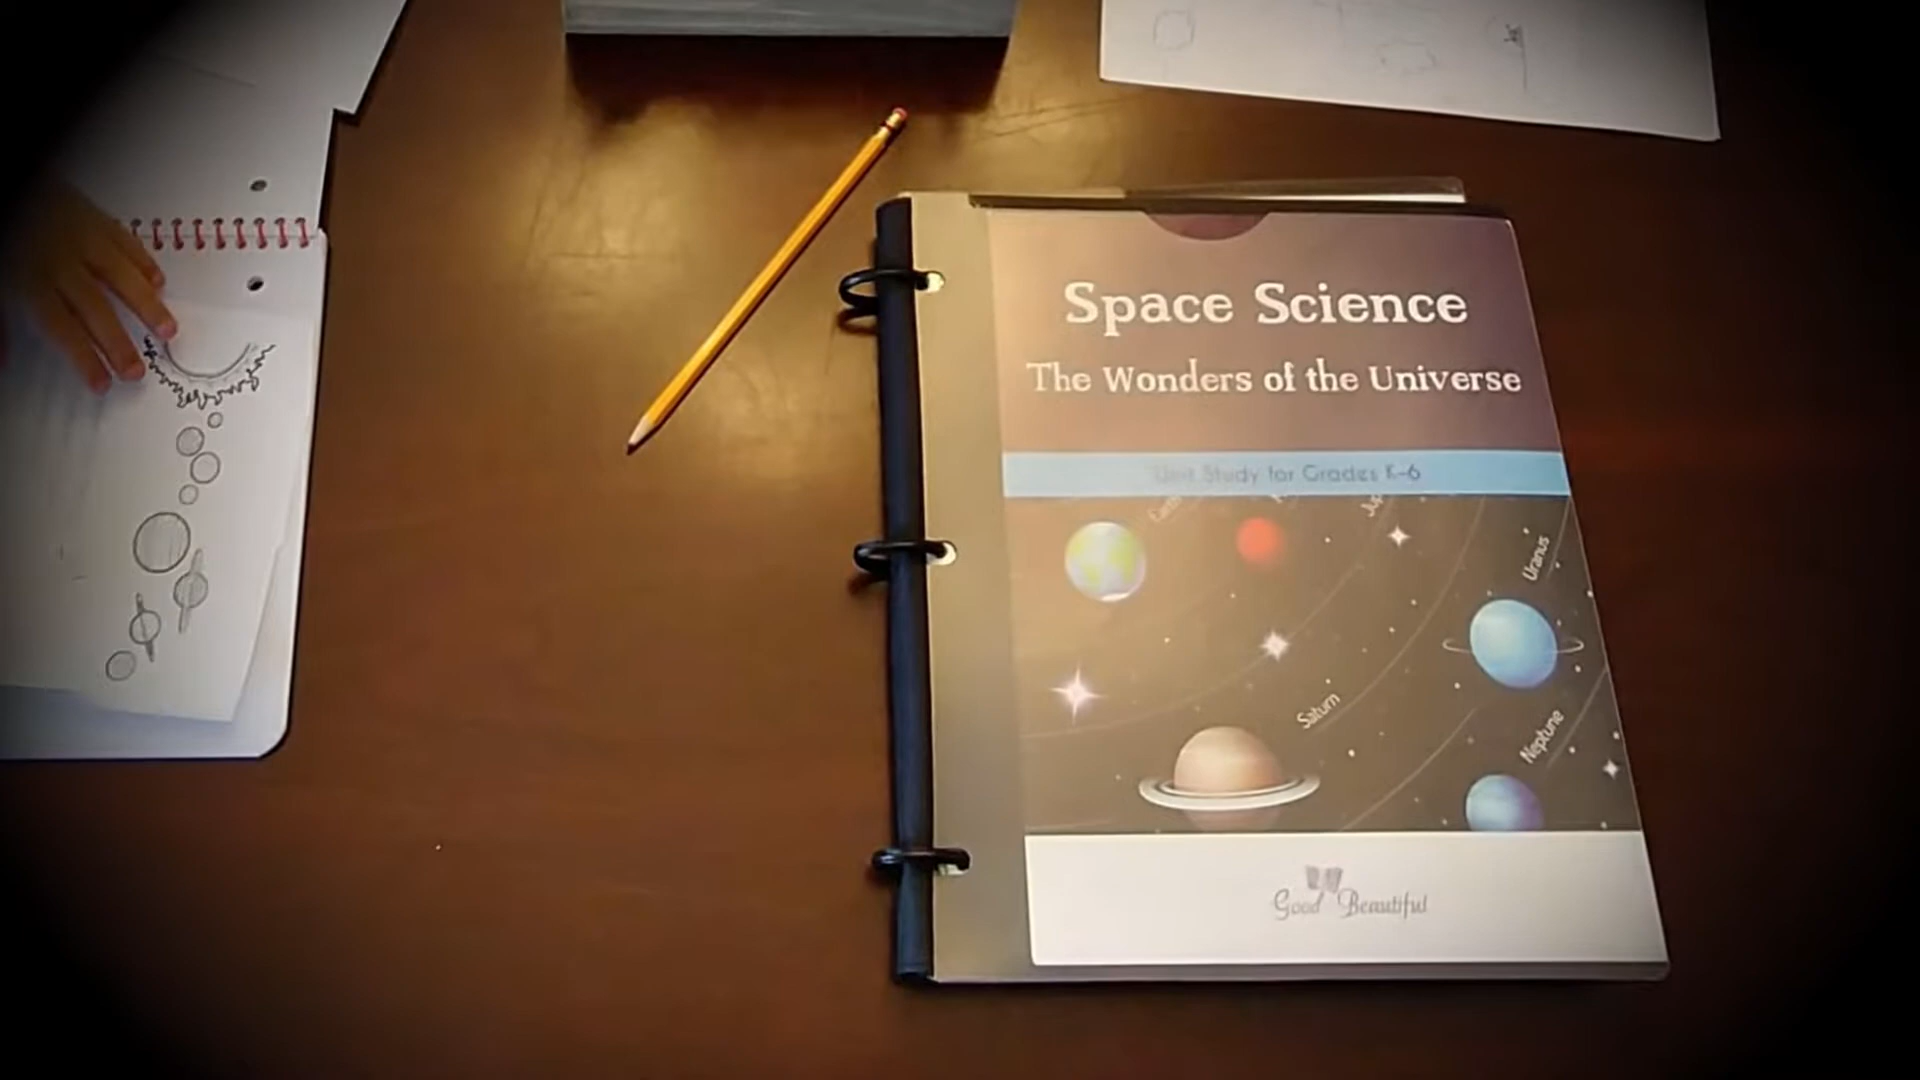 Space Science
The Wonders of the Universe
Unit Study for Grades K-6
Uranus
Saturn
Neptune
Good Beautiful